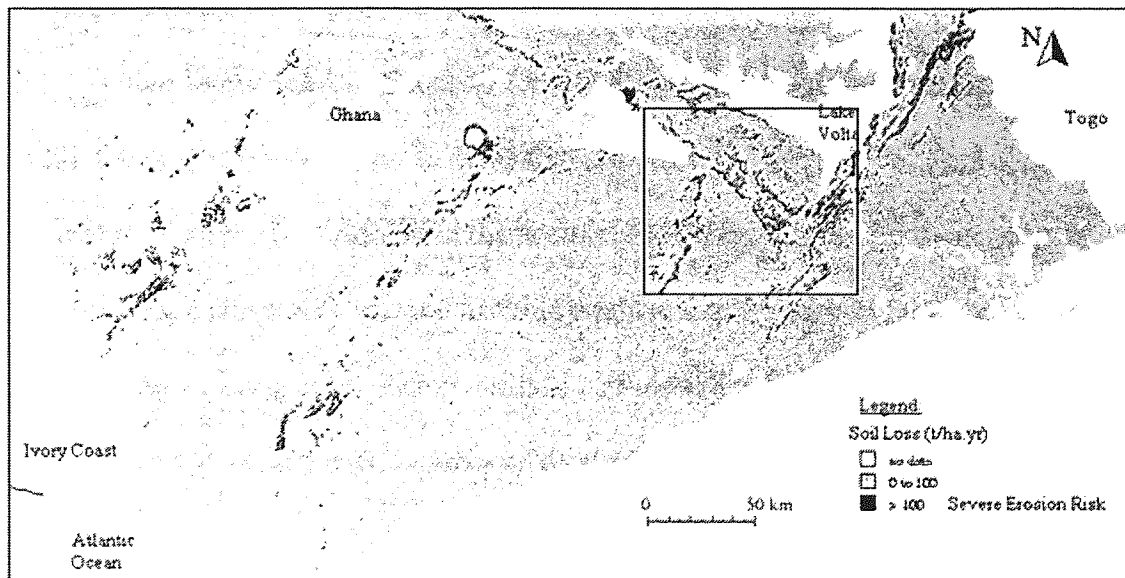 N
Ghana
Lake
Volta
Togo
Legend
Soil Loss (t/ha.yr)
no data
0 to 100
> 100 Severe Erosion Risk
Ivory Coast
0 50 km
Atlantic
Ocean